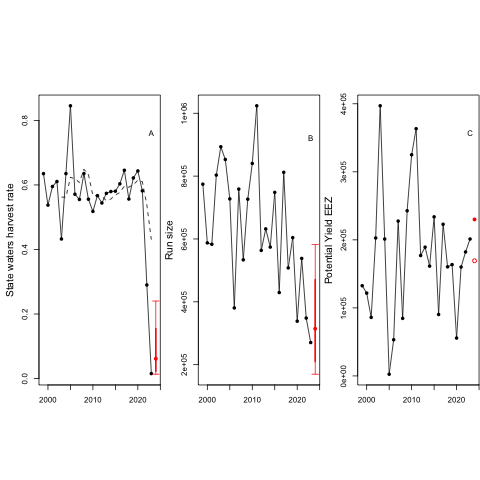 State waters harvest rate
0.0
0.2
0.4
0.6
0.8
2000
2010
2020
A
Run size
2e+05
4e+05
6e+05
8e+05
1e+06
2000
2010
2020
B
Potential Yield EEZ
0e+00
1e+05
2e+05
3e+05
4e+05
2000
2010
2020
C